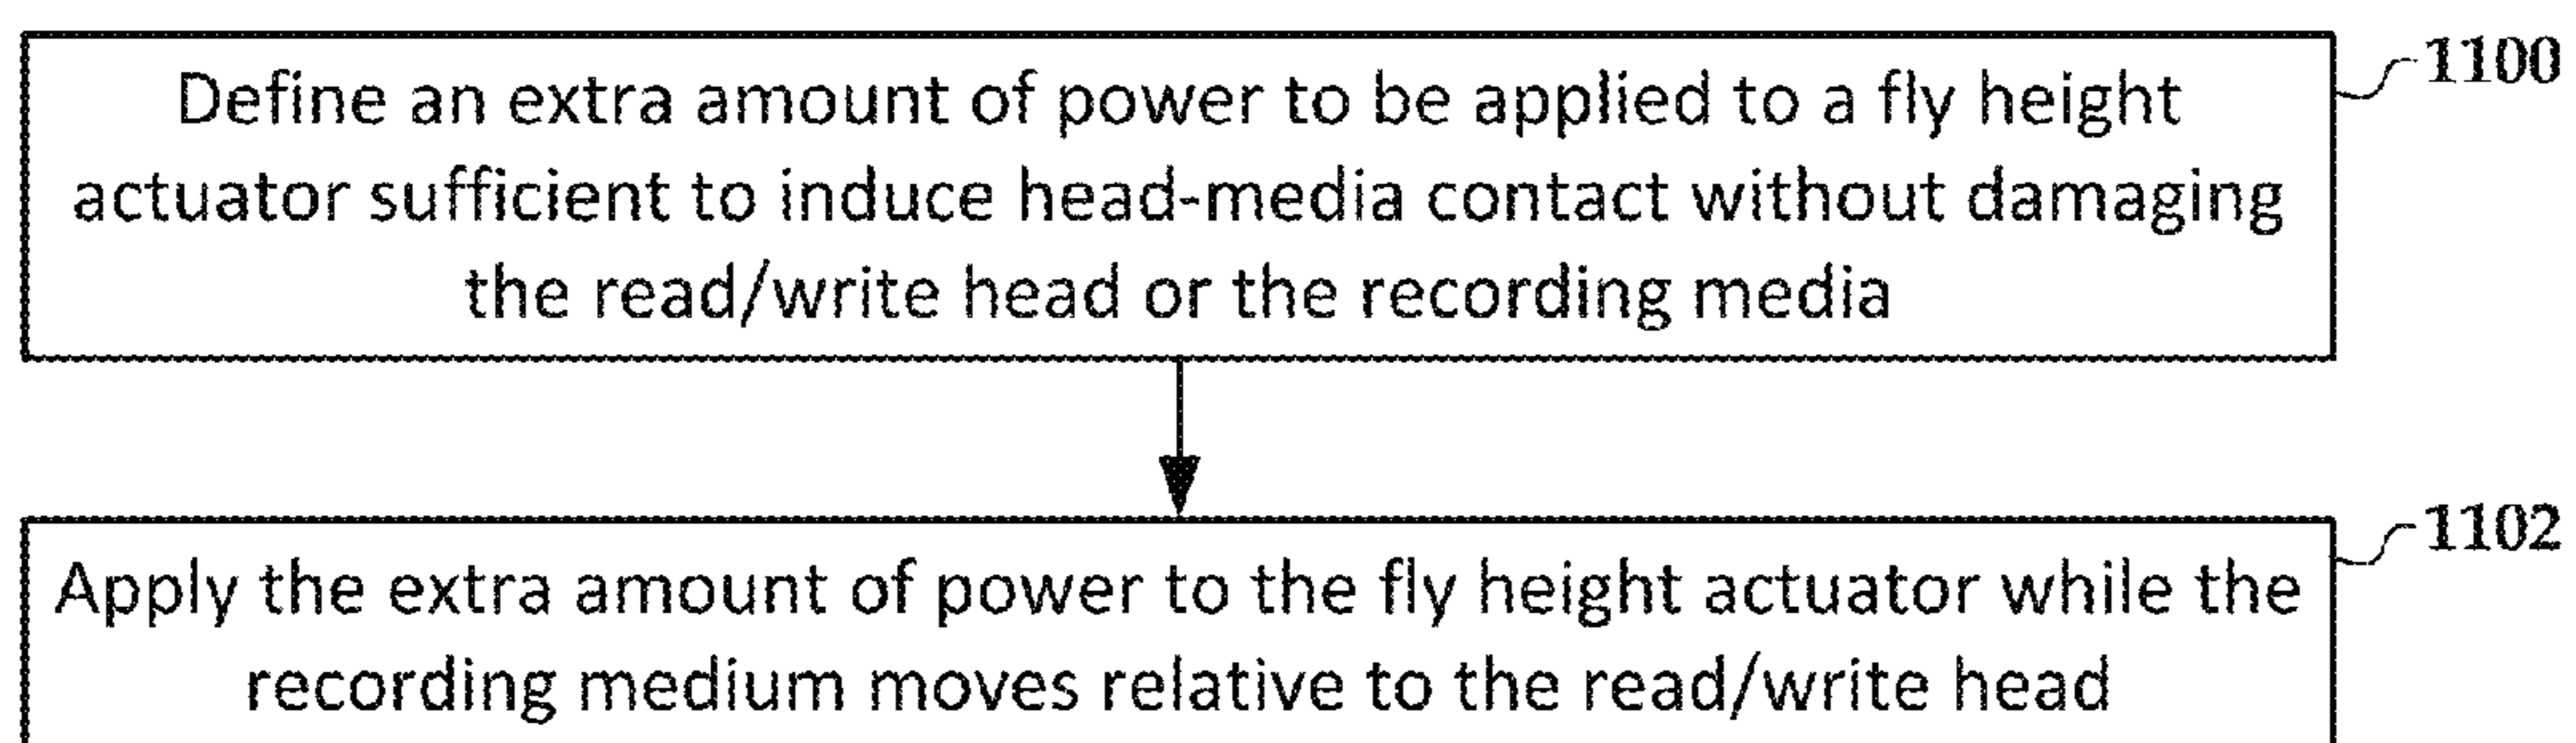 Define an extra amount of power to be applied to a fly height
actuator sufficient to induce head-media contact without damaging
the read/write head or the recording media
1100
Apply the extra amount of power to the fly height actuator while the
recording medium moves relative to the read/write head
1102